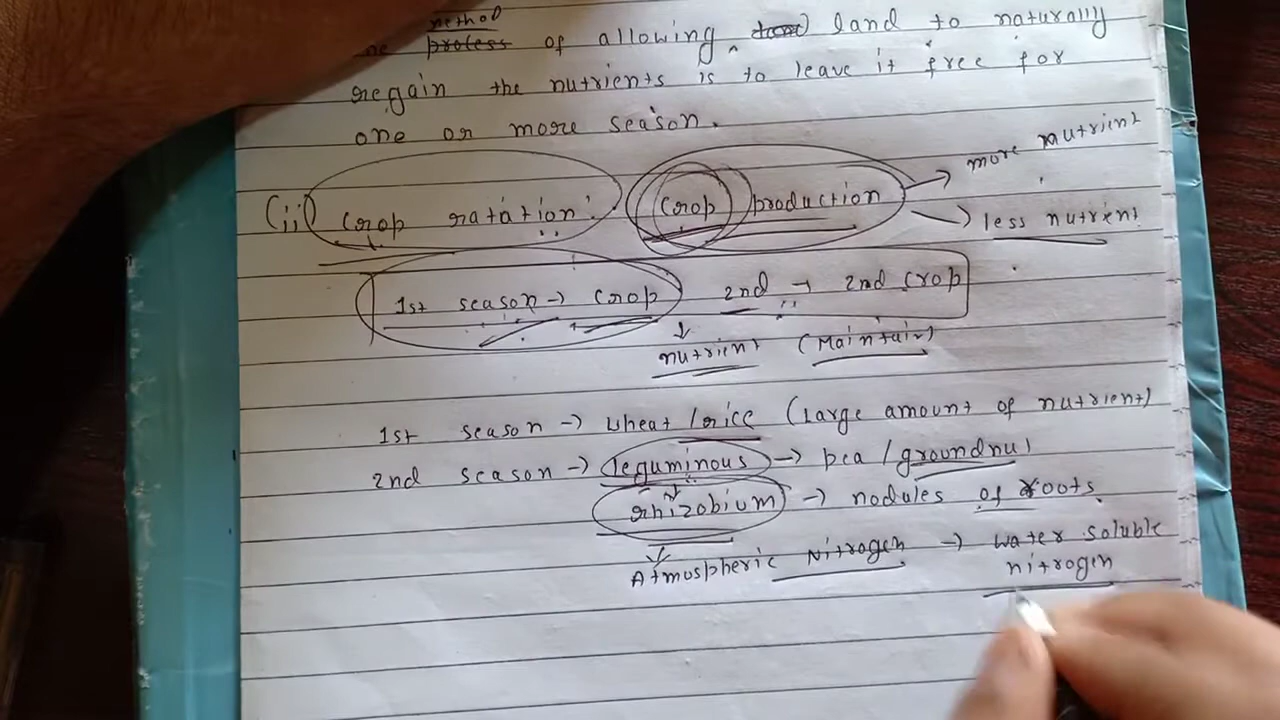 method
process of allowing land to naturally
regain the nutrients is to leave it free for
one or more season.
(ii) crop ratation: crop production → more nutrient
→ less nutrient
1st season → crop 2nd → 2nd crop
↓ nutrient (Maintain)
1st season → wheat/rice (Large amount of nutrient)
2nd season → leguminous → pea/groundnut
rhizobium → nodules of roots
Atmospheric Nitrogen → water soluble
nitrogen